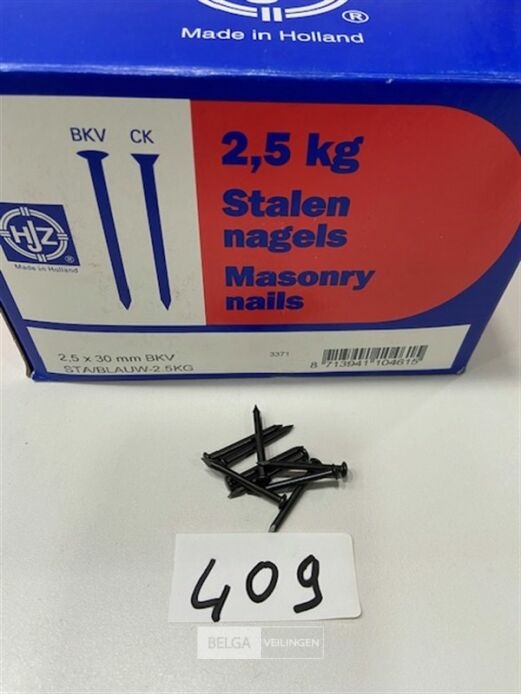 ®
Made in Holland
BKV CK
2,5 kg
Stalen
nagels
Masonry
nails
HJZ
®
Made in Holland
2,5 x 30 mm BKV
STA/BLAUW-2.5KG
3371
8 713941 104615
409
BELGA VEILINGEN